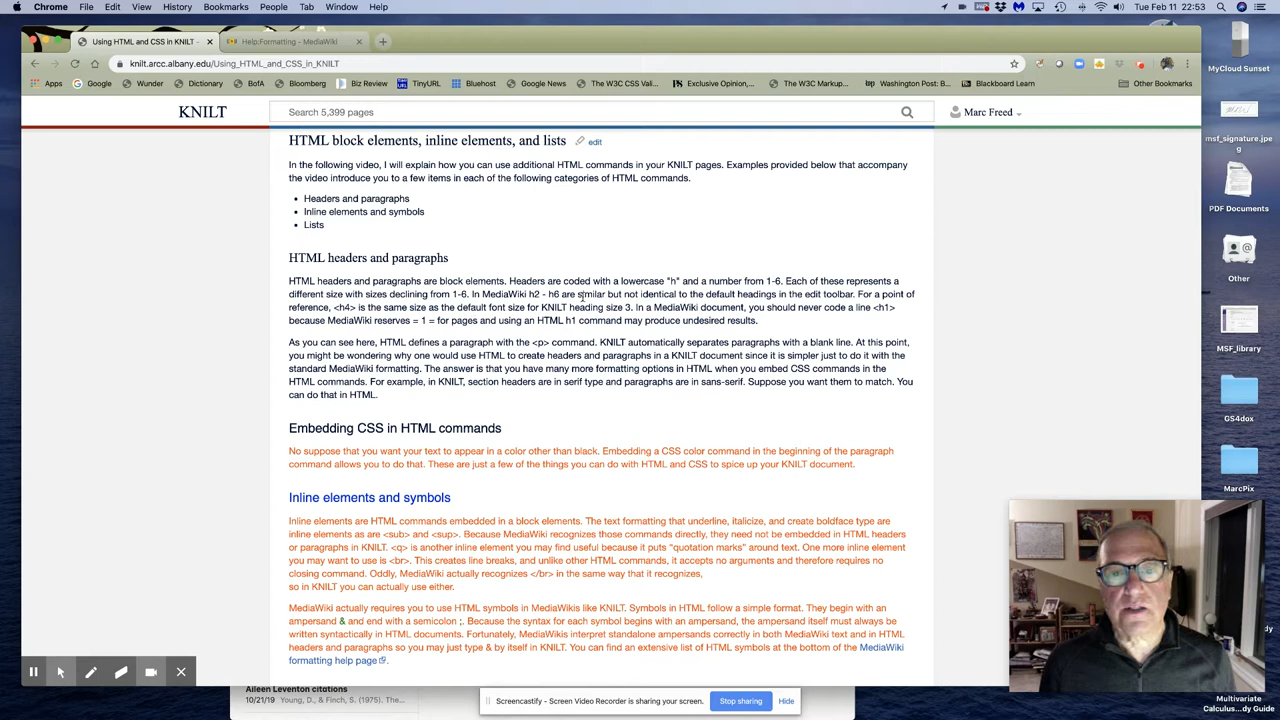 Chrome File Edit View History Bookmarks People Tab Window Help Tue Feb 11 22:53
Using HTML and CSS in KNILT - Help:Formatting - MediaWiki
knilt.arcc.albany.edu/Using_HTML_and_CSS_in_KNILT
Apps Google Wunder Dictionary BofA Bloomberg Biz Review TinyURL Bluehost The W3C CSS Vali... Exclusive Opinion,... The W3C Markup... Washington Post: B... Blackboard Learn Other Bookmarks
KNILT Search 5,399 pages Marc Freed
HTML block elements, inline elements, and lists edit
In the following video, I will explain how you can use additional HTML commands in your KNILT pages. Examples provided below that accompany
the video introduce you to a few items in each of the following categories of HTML commands.
Headers and paragraphs
Inline elements and symbols
Lists
HTML headers and paragraphs
HTML headers and paragraphs are block elements. Headers are coded with a lowercase "h" and a number from 1-6. Each of these represents a
different size with sizes declining from 1-6. In MediaWiki h2 - h6 are similar but not identical to the default headings in the edit toolbar. For a point of
reference, <h4> is the same size as the default font size for KNILT heading size 3. In a MediaWiki document, you should never code a line <h1>
because MediaWiki reserves = 1 = for pages and using an HTML h1 command may produce undesired results.
As you can see here, HTML defines a paragraph with the <p> command. KNILT automatically separates paragraphs with a blank line. At this point,
you might be wondering why one would use HTML to create headers and paragraphs in a KNILT document since it is simpler just to do it with the
standard MediaWiki formatting. The answer is that you have many more formatting options in HTML when you embed CSS commands in the
HTML commands. For example, in KNILT, section headers are in serif type and paragraphs are in sans-serif. Suppose you want them to match. You
can do that in HTML.
Embedding CSS in HTML commands
No suppose that you want your text to appear in a color other than black. Embedding a CSS color command in the beginning of the paragraph
command allows you to do that. These are just a few of the things you can do with HTML and CSS to spice up your KNILT document.
Inline elements and symbols
Inline elements are HTML commands embedded in a block elements. The text formatting that underline, italicize, and create boldface type are
inline elements as are <sub> and <sup>. Because MediaWiki recognizes those commands directly, they need not be embedded in HTML headers
or paragraphs in KNILT. <q> is another inline element you may find useful because it puts "quotation marks" around text. One more inline element
you may want to use is <br>. This creates line breaks, and unlike other HTML commands, it accepts no arguments and therefore requires no
closing command. Oddly, MediaWiki actually recognizes </br> in the same way that it recognizes,
so in KNILT you can actually use either.
MediaWiki actually requires you to use HTML symbols in MediaWikis like KNILT. Symbols in HTML follow a simple format. They begin with an
ampersand & and end with a semicolon ;. Because the syntax for each symbol begins with an ampersand, the ampersand itself must always be
written syntactically in HTML documents. Fortunately, MediaWikis interpret standalone ampersands correctly in both MediaWiki text and in HTML
headers and paragraphs so you may just type & by itself in KNILT. You can find an extensive list of HTML symbols at the bottom of the MediaWiki
formatting help page.
MyCloud Sunset
msf_signature.jpe
g
PDF Documents
Other
MSF_library
GS4dox
MarcPix
Multivariate
Calculus...dy Guide
Aileen Leventon citations
10/21/19 Young, D., & Finch, S. (1975). The...
Screencastify - Screen Video Recorder is sharing your screen. Stop sharing Hide